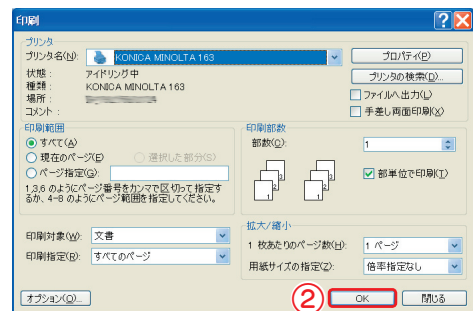 印刷
プリンタ
プリンタ名(N): KONICA MINOLTA 163
プロパティ(P)
状態: アイドリング中
プリンタの検索(D)...
種類: KONICA MINOLTA 163
場所:
ファイルへ出力(L)
コメント:
手差し両面印刷(X)
印刷範囲
すべて(A)
現在のページ(E)
選択した部分(S)
ページ指定(G):
1,3,6 のようにページ番号をカンマで区切って指定す
るか、4-8 のようにページ範囲を指定してください。
印刷部数
部数(C): 1
部単位で印刷(T)
印刷対象(W): 文書
印刷指定(R): すべてのページ
拡大/縮小
1 枚あたりのページ数(H): 1 ページ
用紙サイズの指定(Z): 倍率指定なし
オプション(O)...
② OK
閉じる